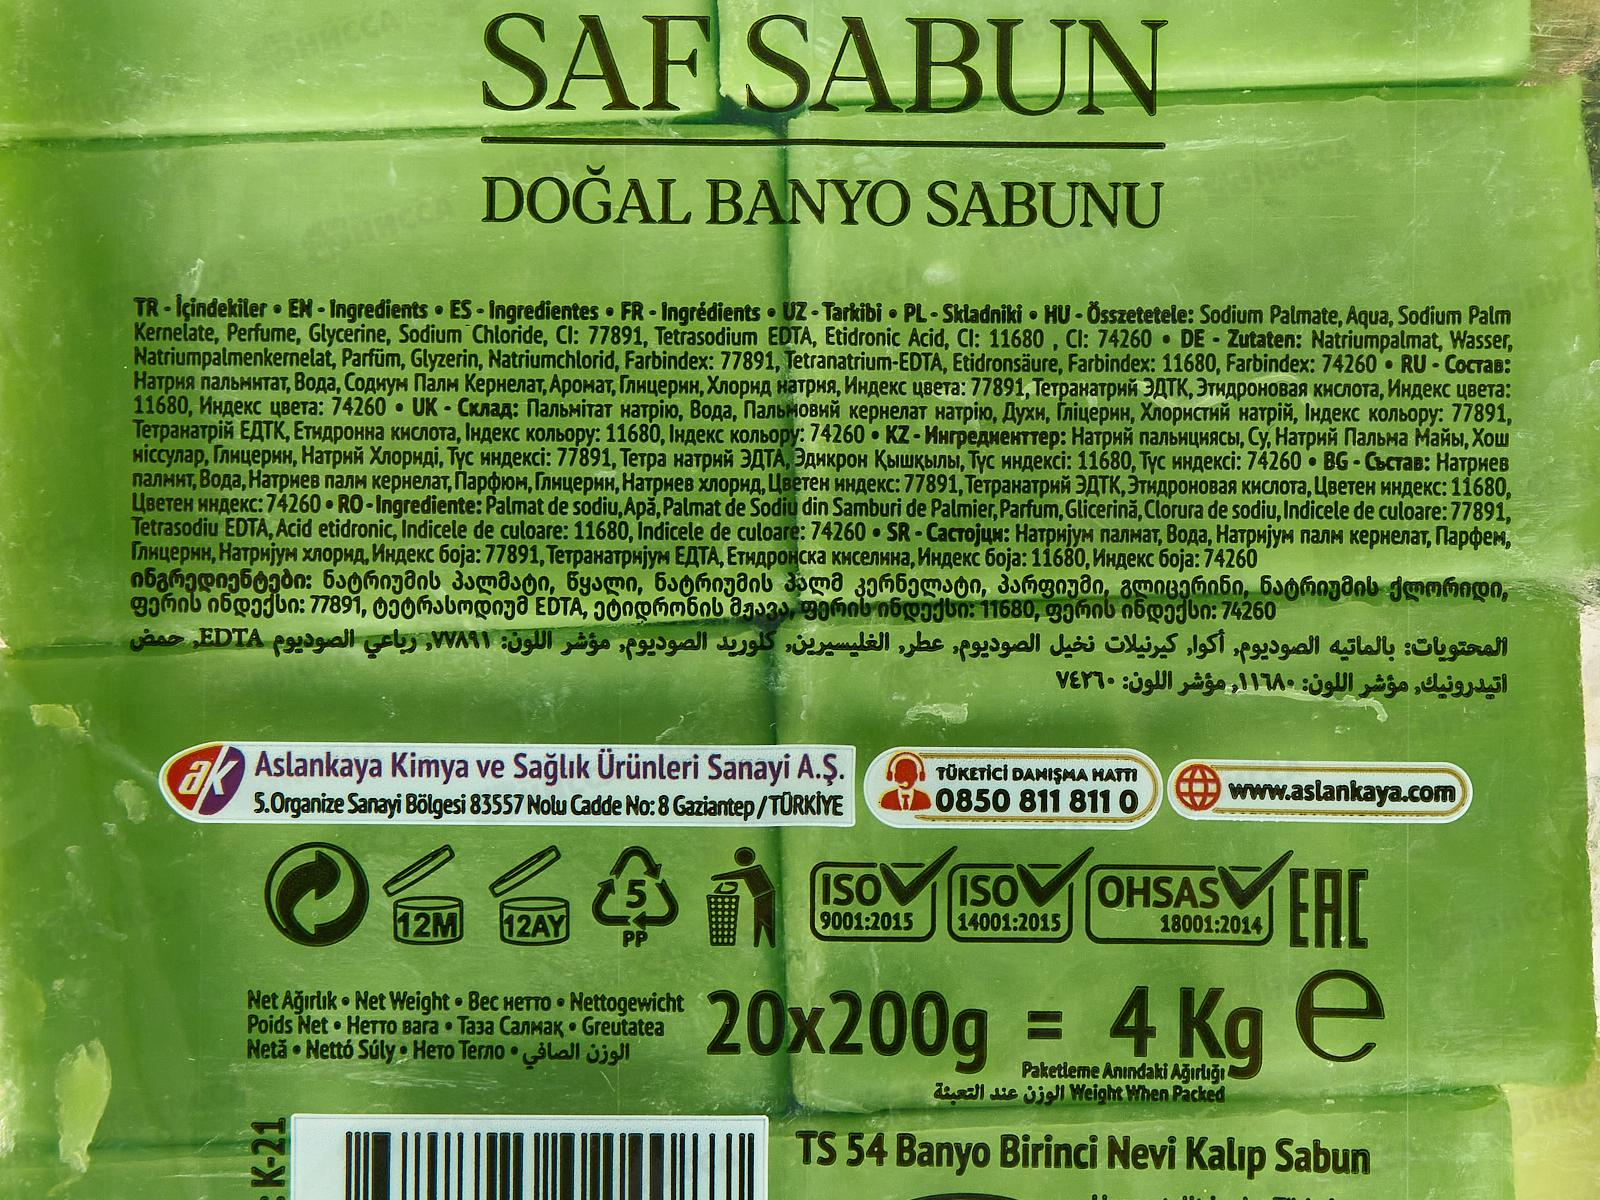 SAF SABUN
DOĞAL BANYO SABUNU
TR - İçindekiler • EN - Ingredients • ES - Ingredientes • FR - Ingrédients • UZ - Tarkibi • PL - Skladniki • HU - Összetetele: Sodium Palmate, Aqua, Sodium Palm
Kernelate, Perfume, Glycerine, Sodium Chloride, CI: 77891, Tetrasodium EDTA, Etidronic Acid, CI: 11680 , CI: 74260 • DE - Zutaten: Natriumpalmat, Wasser,
Natriumpalmenkernelat, Parfüm, Glyzerin, Natriumchlorid, Farbindex: 77891, Tetranatrium-EDTA, Etidronsäure, Farbindex: 11680, Farbindex: 74260 • RU - Состав:
Натрия пальмитат, Вода, Содиум Палм Кернелат, Аромат, Глицерин, Хлорид натрия, Индекс цвета: 77891, Тетранатрий ЭДТК, Этидроновая кислота, Индекс цвета:
11680, Индекс цвета: 74260 • UK - Склад: Пальмітат натрію, Вода, Пальмовий кернелат натрію, Духи, Гліцерин, Хлористий натрій, Індекс кольору: 77891,
Тетранатрій ЕДТК, Етидронна кислота, Індекс кольору: 11680, Індекс кольору: 74260 • KZ - Ингредиенттер: Натрий пальициясы, Су, Натрий Пальма Майы, Хош
ніссулар, Глицерин, Натрий Хлориді, Түс индексі: 77891, Тетра натрий ЭДТА, Эдикрон Қышқылы, Түс индексі: 11680, Түс индексі: 74260 • BG - Състав: Натриев
палмит, Вода, Натриев палм кернелат, Парфюм, Глицерин, Натриев хлорид, Цветен индекс: 77891, Тетранатрий ЭДТК, Этидроновая кислота, Цветен индекс: 11680,
Цветен индекс: 74260 • RO - Ingrediente: Palmat de sodiu, Apă, Palmat de Sodiu din Samburi de Palmier, Parfum, Glicerină, Clorura de sodiu, Indicele de culoare: 77891,
Tetrasodiu EDTA, Acid etidronic, Indicele de culoare: 11680, Indicele de culoare: 74260 • SR - Састојци: Натријум палмат, Вода, Натријум палм кернелат, Парфем,
Глицерин, Натријум хлорид, Индекс боја: 77891, Тетранатријум ЕДТА, Етидронска киселина, Индекс боја: 11680, Индекс боја: 74260
ინგრედიენტები: ნატრიუმის პალმატი, წყალი, ნატრიუმის პალმ კერნელატი, პარფიუმი, გლიცერინი, ნატრიუმის ქლორიდი,
ფერის ინდექსი: 77891, ტეტრასოდიუმ EDTA, ეტიდრონის მჟავა, ფერის ინდექსი: 11680, ფერის ინდექსი: 74260
المحتويات: بالماتيه الصوديوم, أكوا, كيرنيلات نخيل الصوديوم, عطر, الغليسيرين, كلوريد الصوديوم, مؤشر اللون: ٧٧٨٩١, رباعي الصوديوم EDTA, حمض
اتيدرونيك, مؤشر اللون: ١١٦٨٠, مؤشر اللون: ٧٤٢٦٠
ak Aslankaya Kimya ve Sağlık Ürünleri Sanayi A.Ş.
5.Organize Sanayi Bölgesi 83557 Nolu Cadde No: 8 Gaziantep / TÜRKİYE
TÜKETİCİ DANIŞMA HATTI
0850 811 811 0
www.aslankaya.com
12M
12AY
5
PP
ISO
9001:2015
ISO
14001:2015
OHSAS
18001:2014
EAC
Net Ağırlık • Net Weight • Вес нетто • Nettogewicht
Poids Net • Нетто вага • Таза Салмақ • Greutatea
Netă • Nettó Súly • Нето Тегло • الوزن الصافي
20x200g = 4 Kg e
Paketleme Anındaki Ağırlığı
الوزن عند التعبئة Weight When Packed
K-21
TS 54 Banyo Birinci Nevi Kalıp Sabun